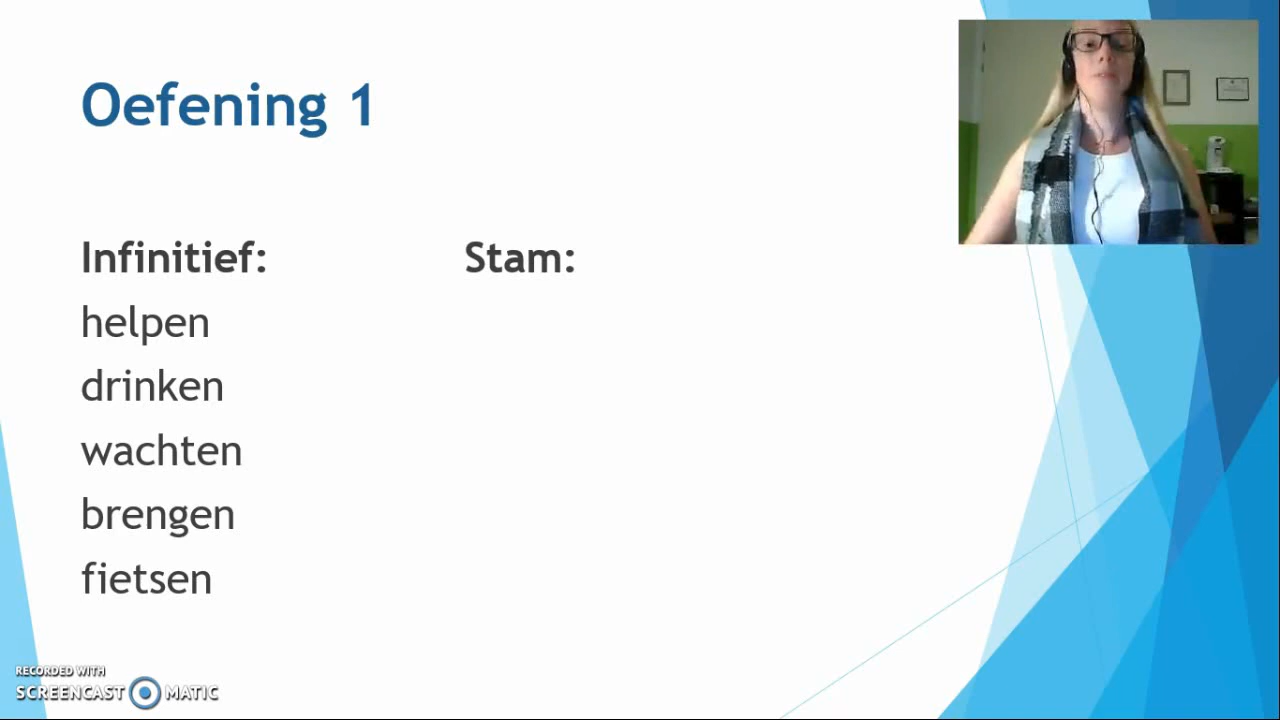 Oefening 1
Infinitief: Stam:
helpen
drinken
wachten
brengen
fietsen
RECORDED WITH
SCREENCAST MATIC